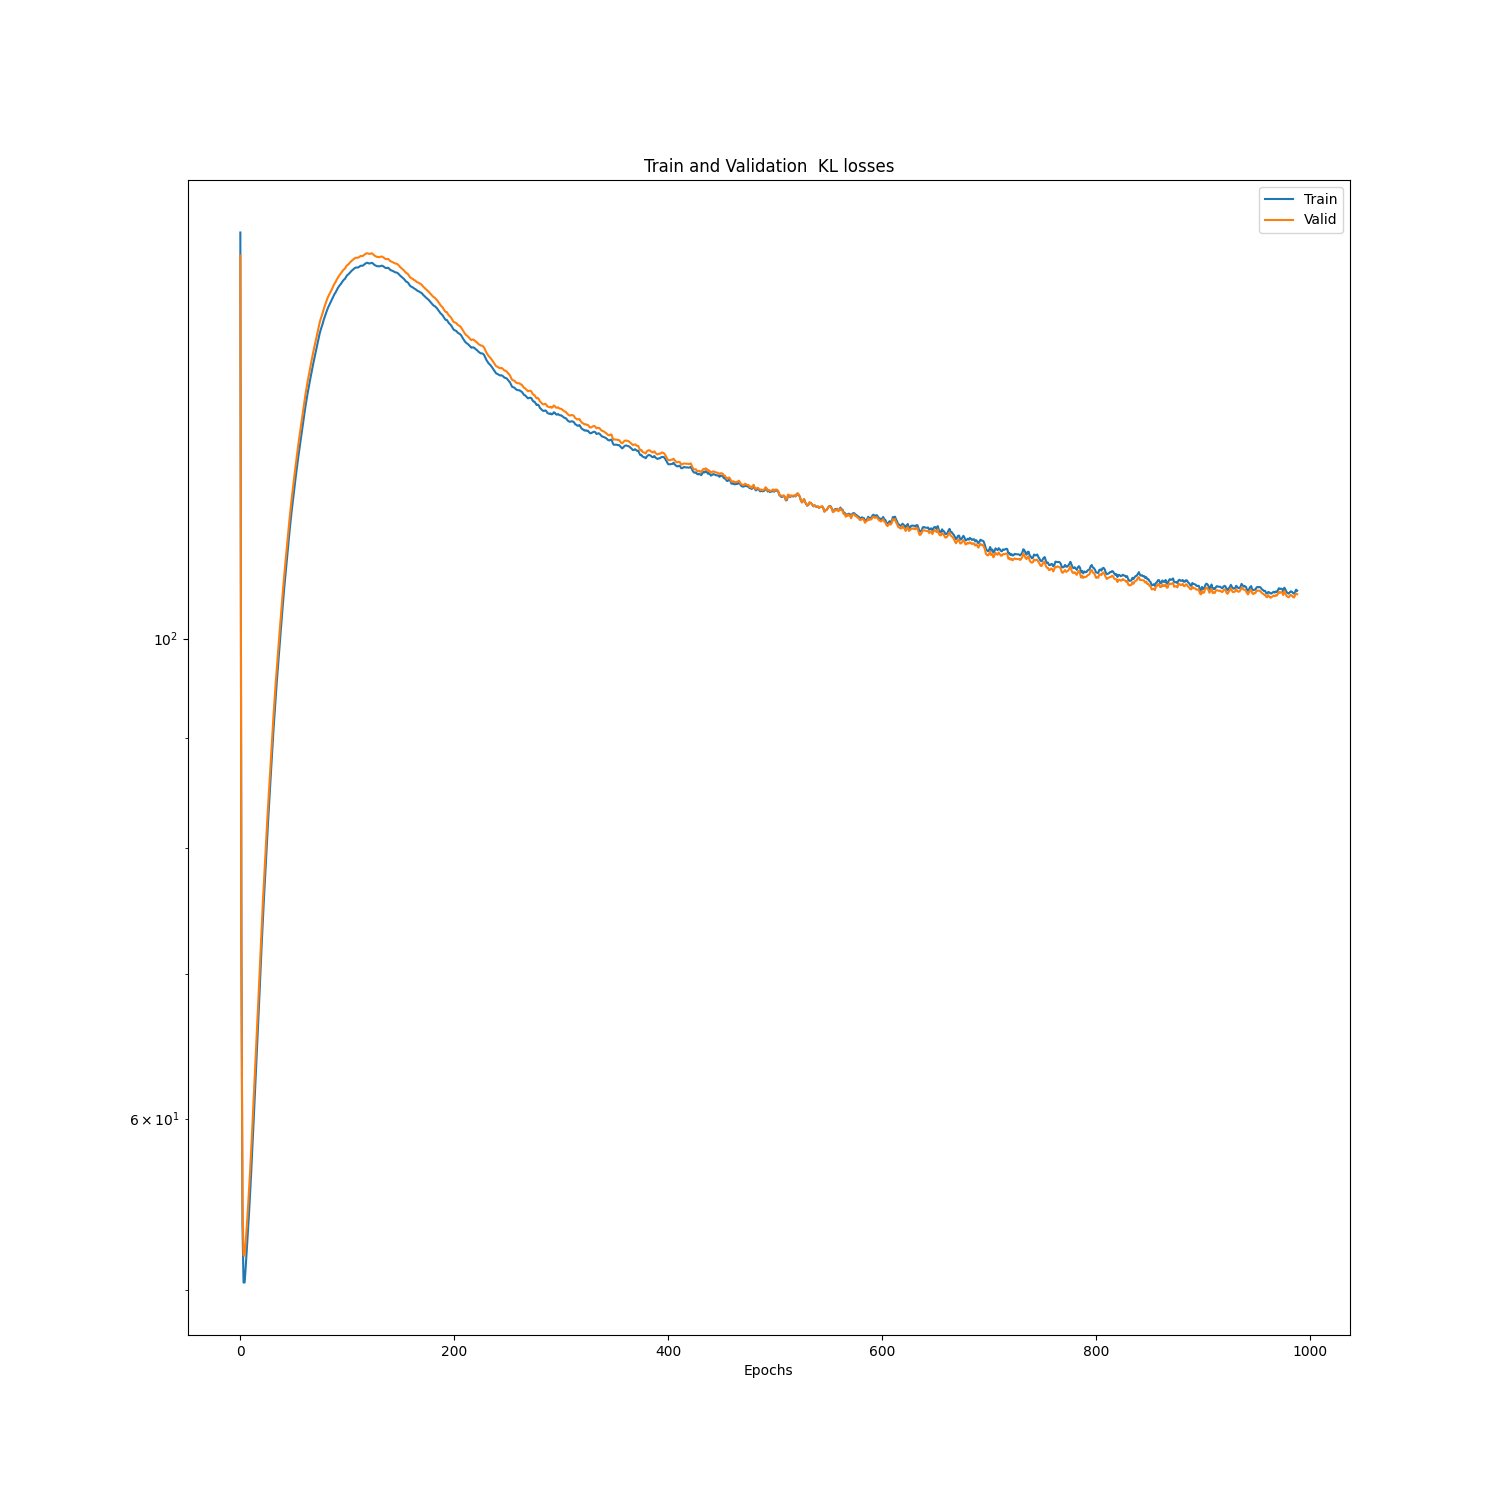 Train and Validation  KL losses
Train
Valid
10²
6 × 10¹
0 200 400 600 800 1000
Epochs